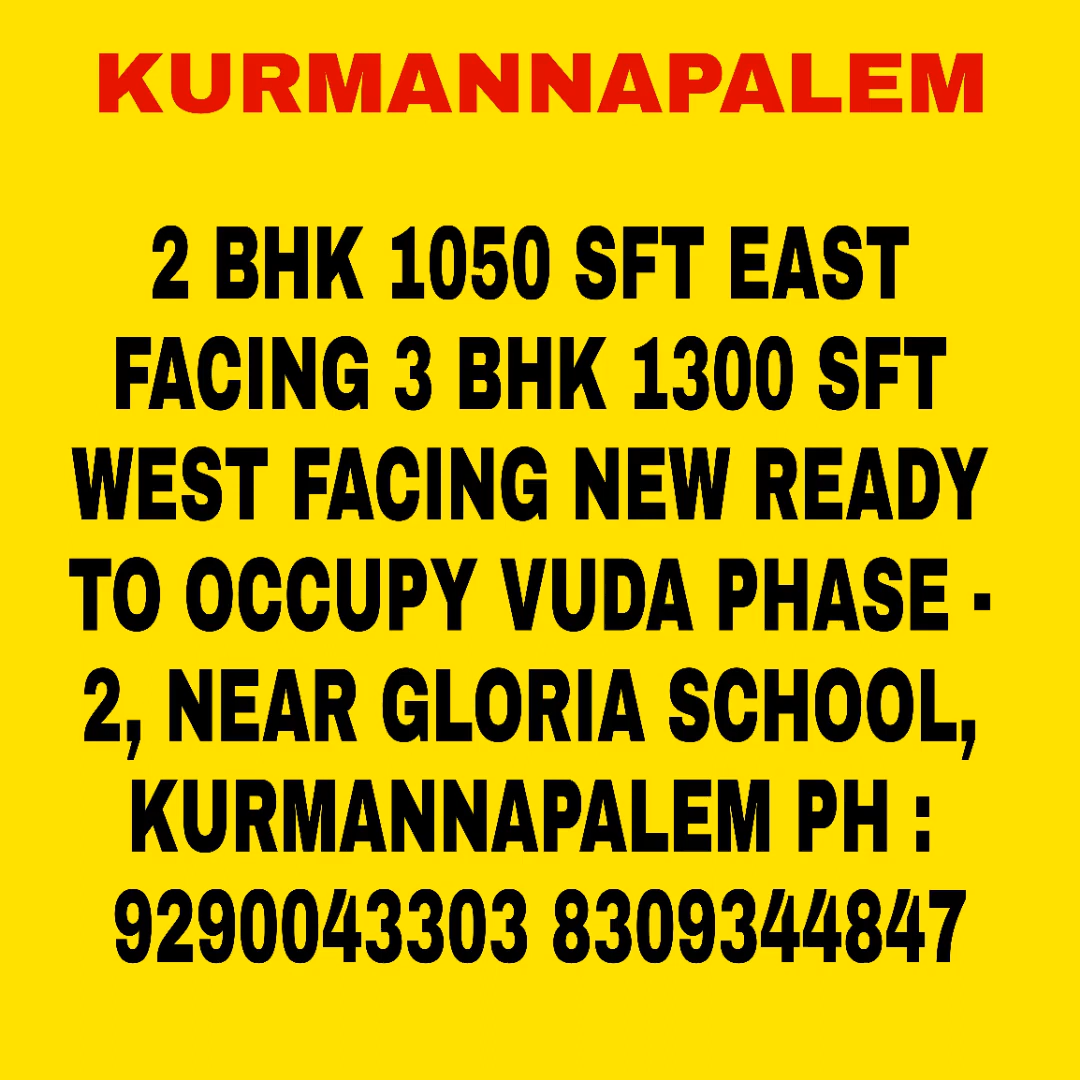 KURMANNAPALEM
2 BHK 1050 SFT EAST
FACING 3 BHK 1300 SFT
WEST FACING NEW READY
TO OCCUPY VUDA PHASE -
2, NEAR GLORIA SCHOOL,
KURMANNAPALEM PH :
9290043303 8309344847